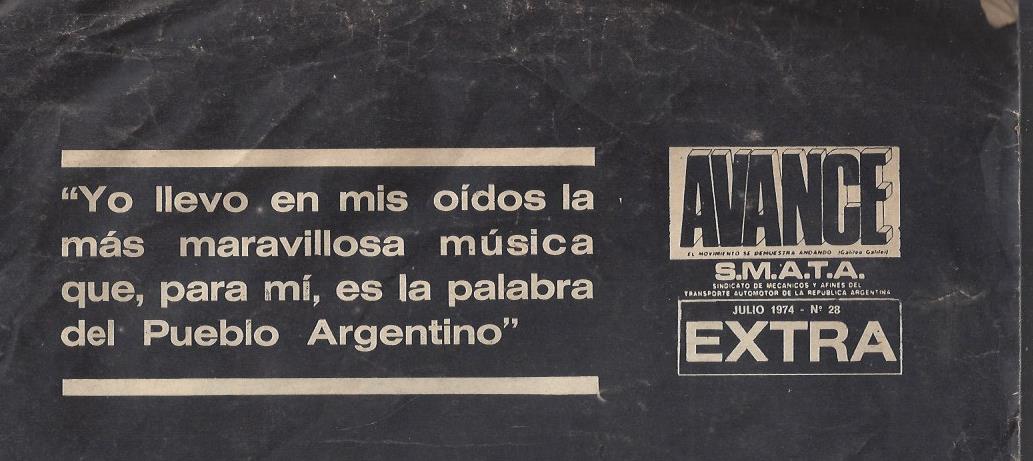 “Yo llevo en mis oídos la
más maravillosa música
que, para mí, es la palabra
del Pueblo Argentino”
AVANCE
EL MOVIMIENTO SE DEMUESTRA ANDANDO (Galileo Galilei)
S.M.A.T.A.
SINDICATO DE MECANICOS Y AFINES DEL
TRANSPORTE AUTOMOTOR DE LA REPUBLICA ARGENTINA
JULIO 1974 - Nº 28
EXTRA